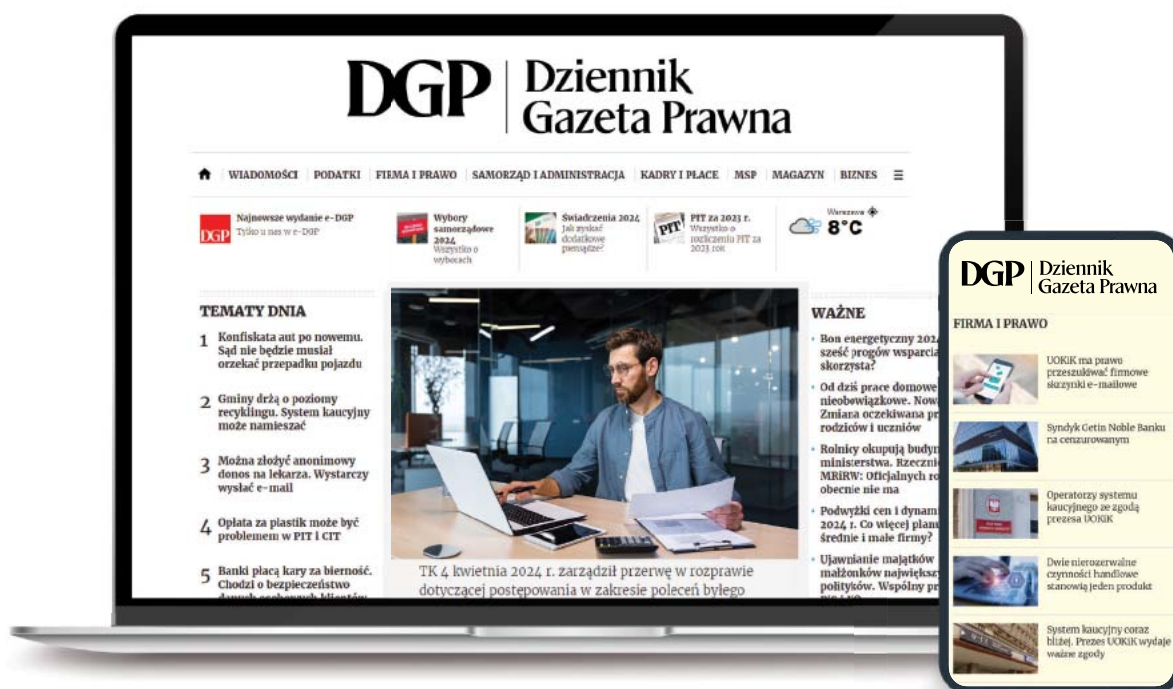 DGP
Dziennik
Gazeta Prawna
WIADOMOŚCI PODATKI FIRMA I PRAWO SAMORZĄD I ADMINISTRACJA KADRY I PŁACE MSP MAGAZYN BIZNES
DGP
Najnowsze wydanie e-DGP
Tylko u nas w e-DGP
Wybory
samorządowe
2024
Wszystko o
wyborach
Świadczenia 2024
Jak zyskać
dodatkowe
pieniądze?
PIT
PIT za 2023 r.
Wszystko o
rozliczeniu PIT za
2023 rok
Warszawa
8°C
TEMATY DNIA
1 Konfiskata aut po nowemu.
Sąd nie będzie musiał
orzekać przepadku pojazdu
2 Gminy drżą o poziomy
recyklingu. System kaucyjny
może namieszać
3 Można złożyć anonimowy
donos na lekarza. Wystarczy
wysłać e-mail
4 Opłata za plastik może być
problemem w PIT i CIT
5 Banki płacą kary za bierność.
Chodzi o bezpieczeństwo
danych osobowych klientów
TK 4 kwietnia 2024 r. zarządził przerwę w rozprawie
dotyczącej postępowania w zakresie poleceń byłego
WAŻNE
Bon energetyczny 202
sześć progów wsparcia
skorzysta?
Od dziś prace domowe
nieobowiązkowe. Now
Zmiana oczekiwana pr
rodziców i uczniów
Rolnicy okupują budyn
ministerstwa. Rzeczni
MRiRW: Oficjalnych ro
obecnie nie ma
Podwyżki cen i dynam
2024 r. Co więcej planu
średnie i małe firmy?
Ujawnianie majątków
małżonków najwięks
polityków. Wspólny pr
DGP
Dziennik
Gazeta Prawna
FIRMA I PRAWO
UOKiK ma prawo
przeszukiwać firmowe
skrzynki e-mailowe
Syndyk Getin Noble Banku
na cenzurowanym
Operatorzy systemu
kaucyjnego ze zgodą
prezesa UOKiK
Dwie nierozerwalne
czynności handlowe
stanowią jeden produkt
System kaucyjny coraz
bliżej. Prezes UOKiK wydaje
ważne zgody